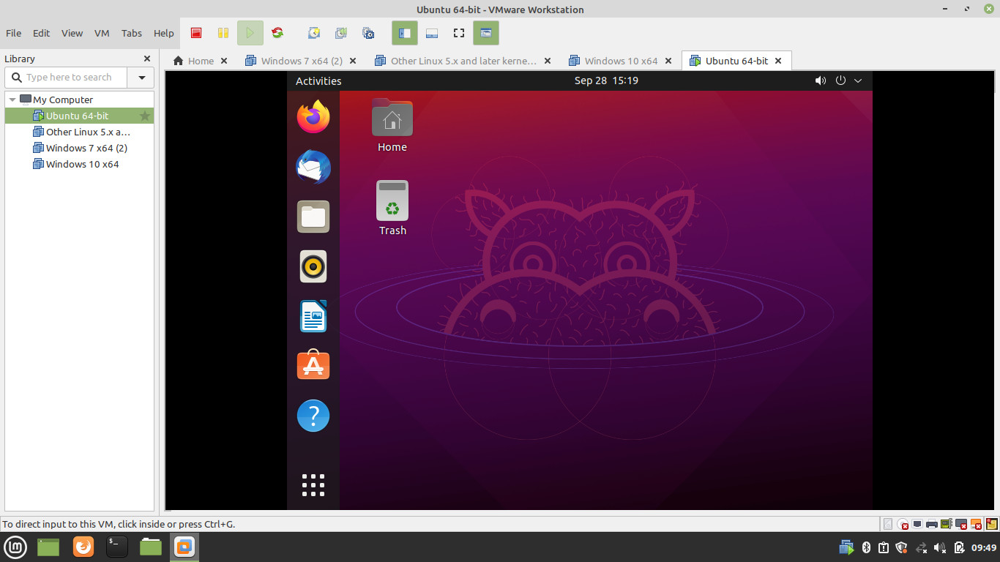 Ubuntu 64-bit - VMware Workstation
File Edit View VM Tabs Help
Library
Type here to search
My Computer
Ubuntu 64-bit
Other Linux 5.x a...
Windows 7 x64 (2)
Windows 10 x64
Home
Windows 7 x64 (2)
Other Linux 5.x and later kerne...
Windows 10 x64
Ubuntu 64-bit
Activities
Sep 28 15:19
Home
Trash
To direct input to this VM, click inside or press Ctrl+G.
09:49